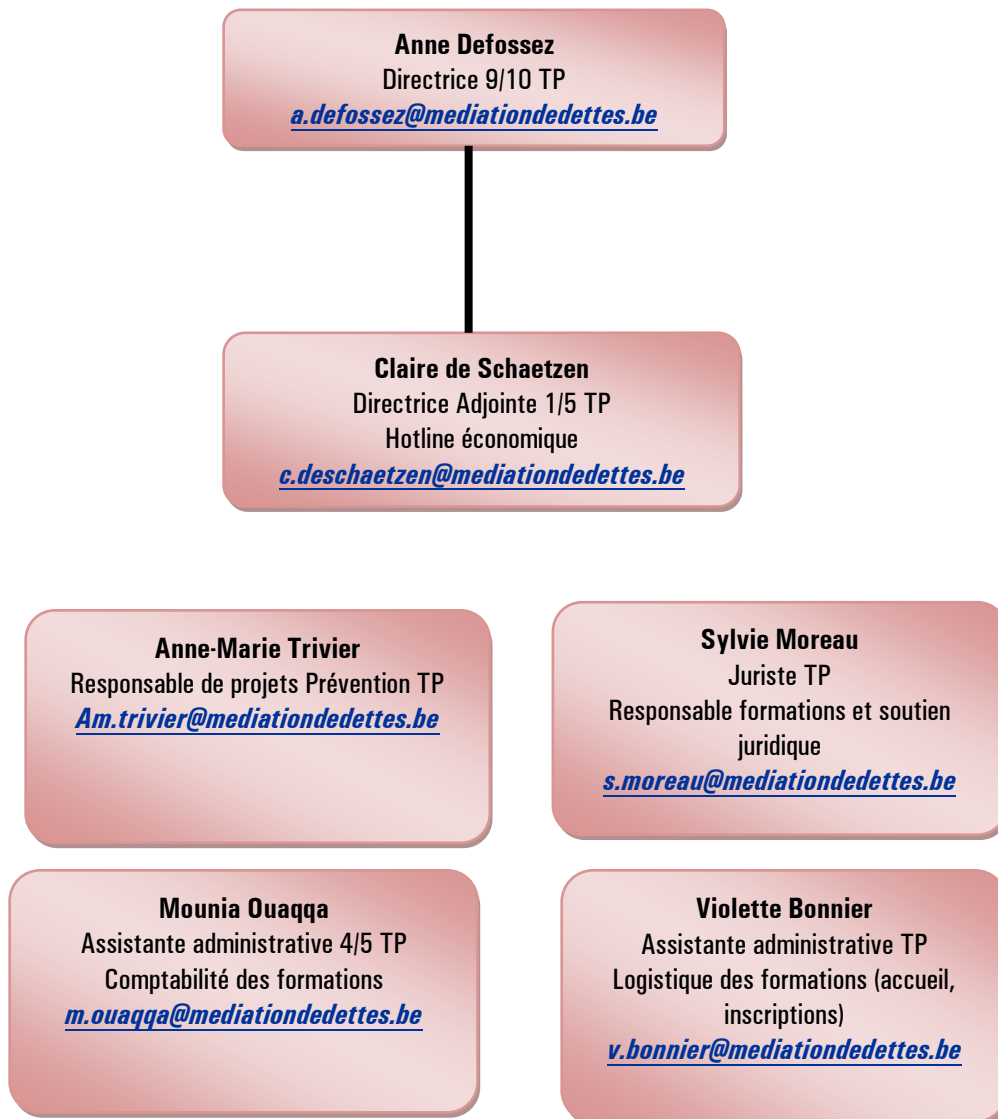 Anne Defossez
Directrice 9/10 TP
a.defossez@mediationdedettes.be
Claire de Schaetzen
Directrice Adjointe 1/5 TP
Hotline économique
c.deschaetzen@mediationdedettes.be
Anne-Marie Trivier
Responsable de projets Prévention TP
Am.trivier@mediationdedettes.be
Sylvie Moreau
Juriste TP
Responsable formations et soutien
juridique
s.moreau@mediationdedettes.be
Mounia Ouaqqa
Assistante administrative 4/5 TP
Comptabilité des formations
m.ouaqqa@mediationdedettes.be
Violette Bonnier
Assistante administrative TP
Logistique des formations (accueil,
inscriptions)
v.bonnier@mediationdedettes.be